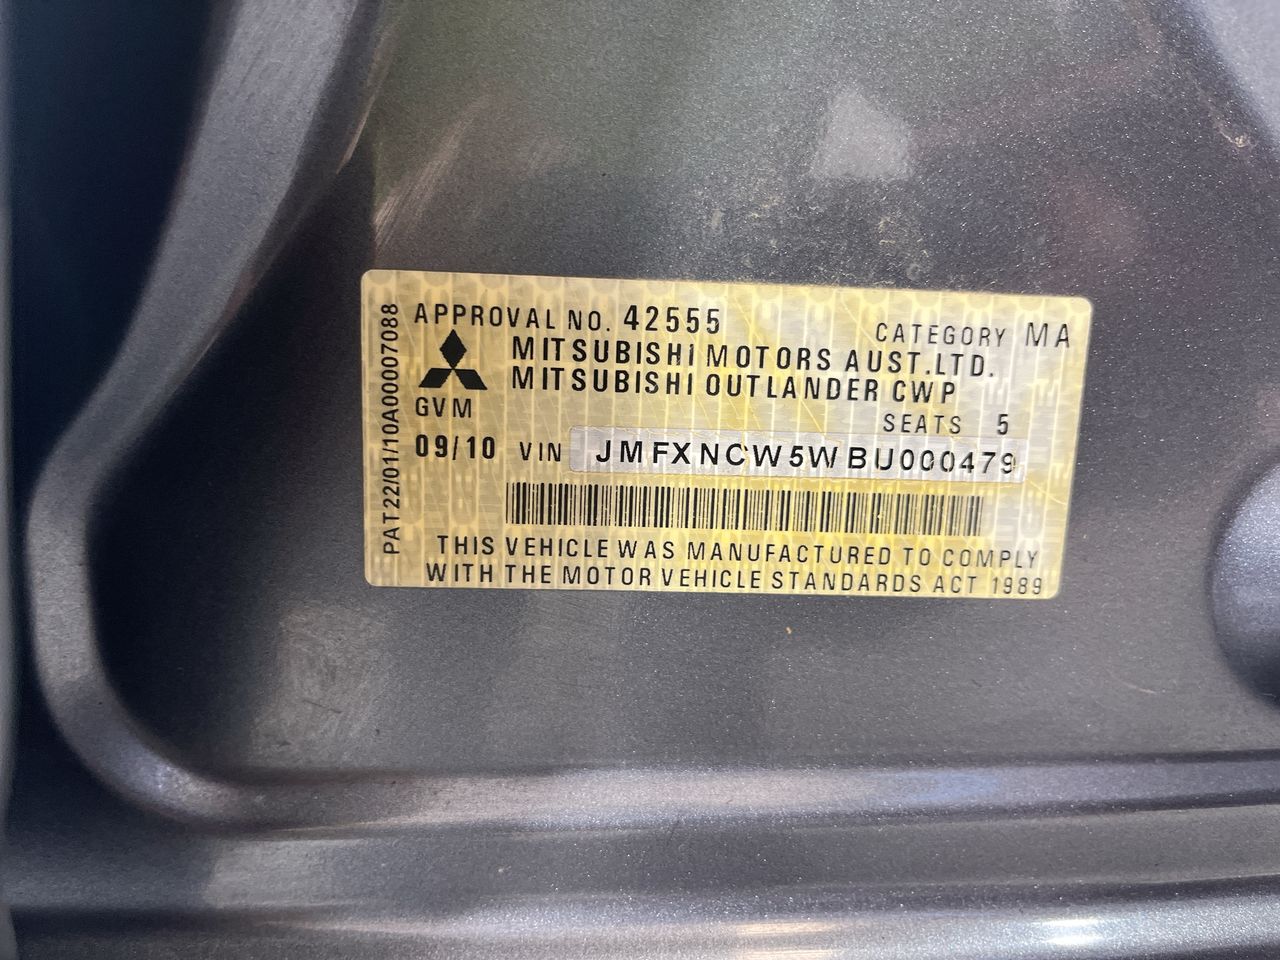 APPROVAL NO. 42555
CATEGORY MA
MITSUBISHI MOTORS AUST.LTD.
MITSUBISHI OUTLANDER CWP
GVM
SEATS 5
09/10 VIN JMFXNCW5WBU000479
THIS VEHICLE WAS MANUFACTURED TO COMPLY
WITH THE MOTOR VEHICLE STANDARDS ACT 1989
PAT22/01/10A00007088